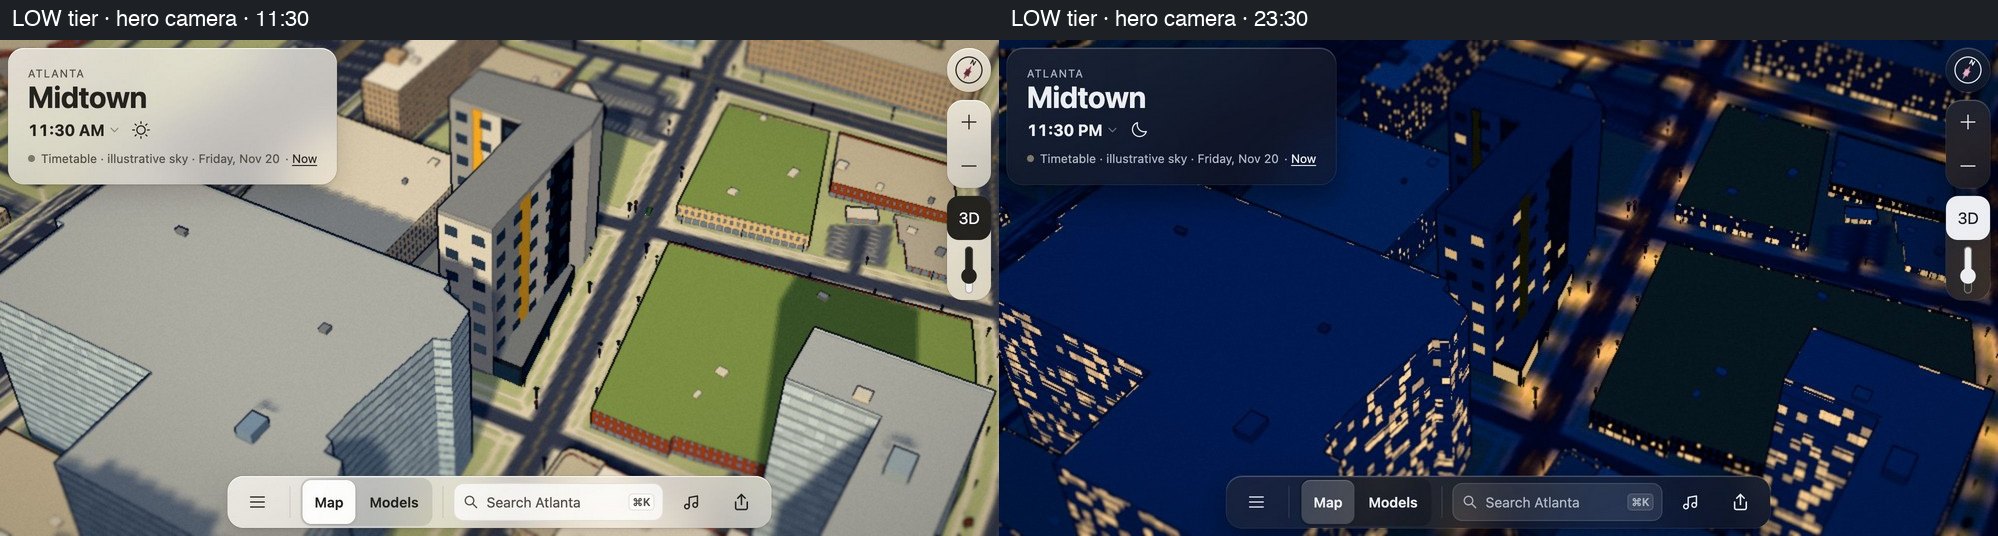 LOW tier · hero camera · 11:30
ATLANTA
Midtown
11:30 AM
Timetable · illustrative sky · Friday, Nov 20 · Now
N
3D
Map Models Search Atlanta ⌘K
LOW tier · hero camera · 23:30
ATLANTA
Midtown
11:30 PM
Timetable · illustrative sky · Friday, Nov 20 · Now
N
3D
Map Models Search Atlanta ⌘K